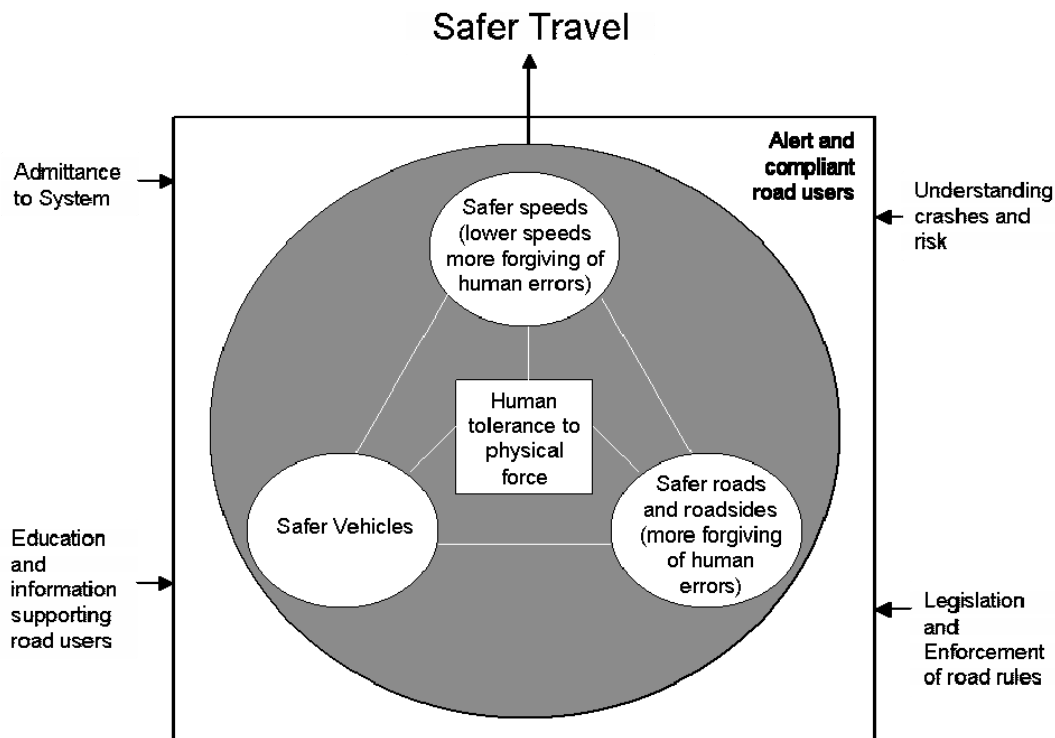 Safer Travel
Alert and
compliant
road users
Admittance
to System
Understanding
crashes and
risk
Safer speeds
(lower speeds
more forgiving of
human errors)
Human
tolerance to
physical
force
Safer Vehicles
Safer roads
and roadsides
(more forgiving
of human
errors)
Education
and
information
supporting
road users
Legislation
and
Enforcement
of road rules